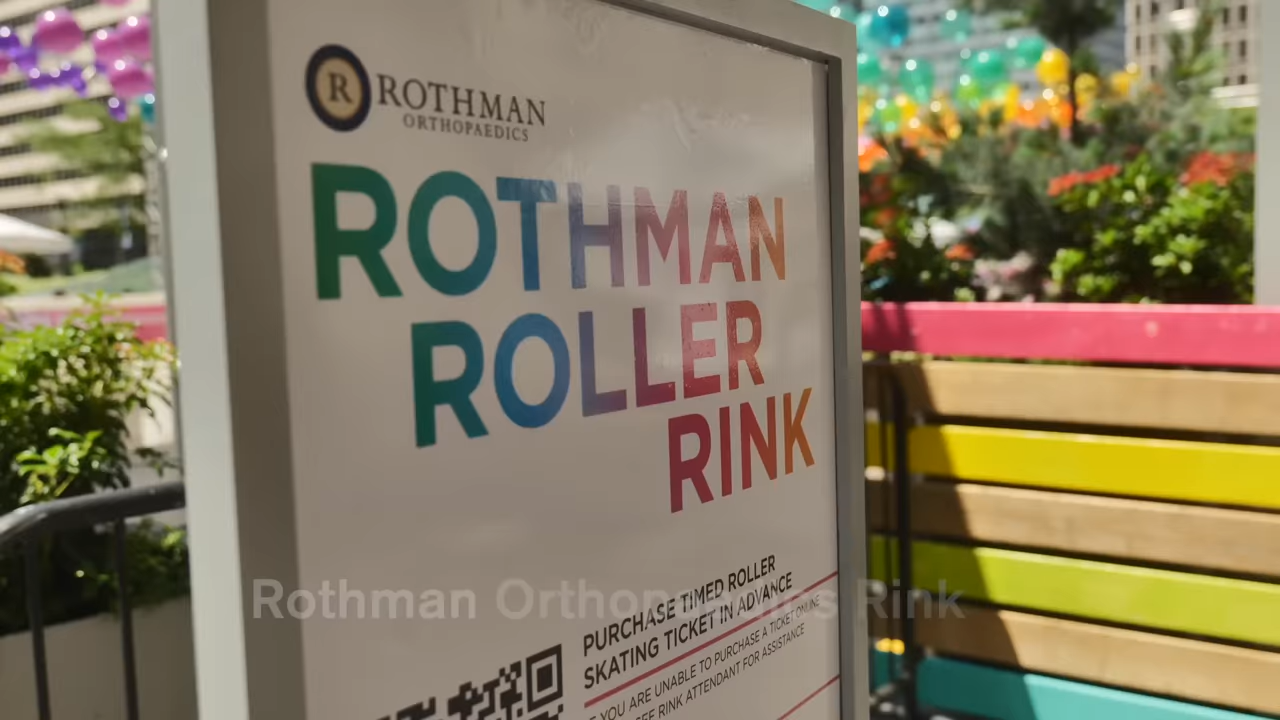 R
ROTHMAN
ORTHOPAEDICS
ROTHMAN
ROLLER
RINK
PURCHASE TIMED ROLLER
SKATING TICKET IN ADVANCE
YOU ARE UNABLE TO PURCHASE A TICKET ONLINE
RINK ATTENDANT FOR ASSISTANCE
Rothman Orthopaedics Rink